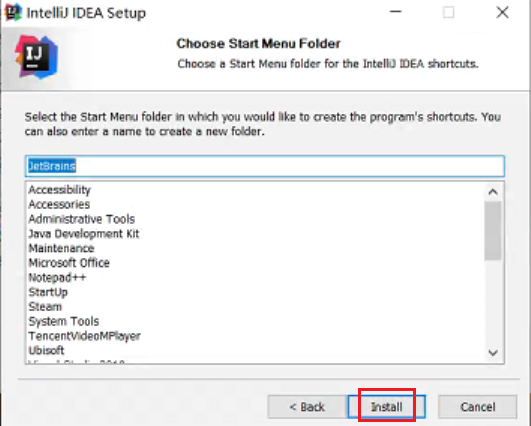 IntelliJ IDEA Setup
IJ
Choose Start Menu Folder
Choose a Start Menu folder for the IntelliJ IDEA shortcuts.
Select the Start Menu folder in which you would like to create the program's shortcuts. You
can also enter a name to create a new folder.
JetBrains
Accessibility
Accessories
Administrative Tools
Java Development Kit
Maintenance
Microsoft Office
Notepad++
StartUp
Steam
System Tools
TencentVideoMPlayer
Ubisoft
< Back Install Cancel